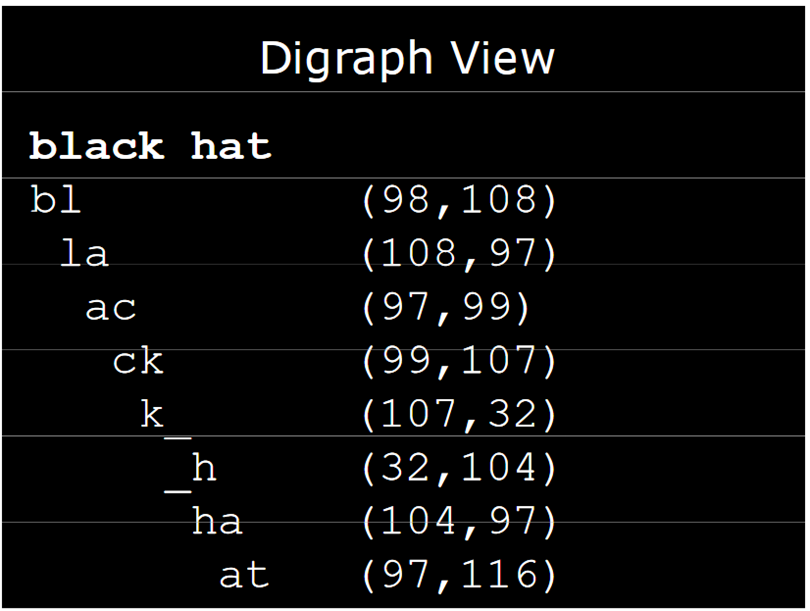 Digraph View
black hat
bl (98,108)
la (108,97)
ac (97,99)
ck (99,107)
k_ (107,32)
_h (32,104)
ha (104,97)
at (97,116)